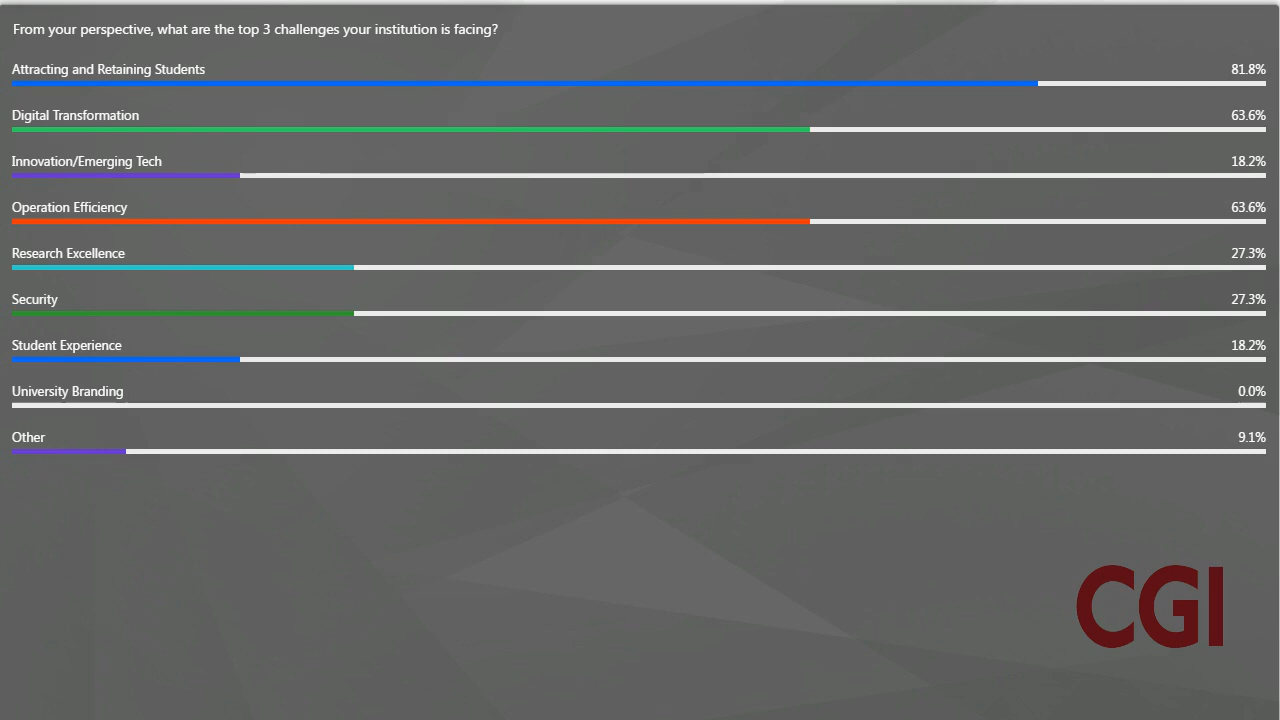 From your perspective, what are the top 3 challenges your institution is facing?
Attracting and Retaining Students 81.8%
Digital Transformation 63.6%
Innovation/Emerging Tech 18.2%
Operation Efficiency 63.6%
Research Excellence 27.3%
Security 27.3%
Student Experience 18.2%
University Branding 0.0%
Other 9.1%
CGI